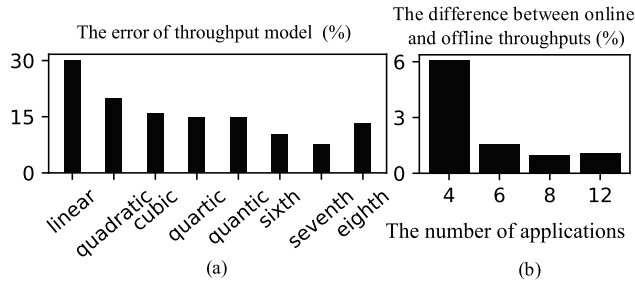 The error of throughput model (%)
30
15
0
linear
quadratic
cubic
quartic
quantic
sixth
seventh
eighth
(a)
The difference between online
and offline throughputs (%)
6
3
0
4 6 8 12
The number of applications
(b)